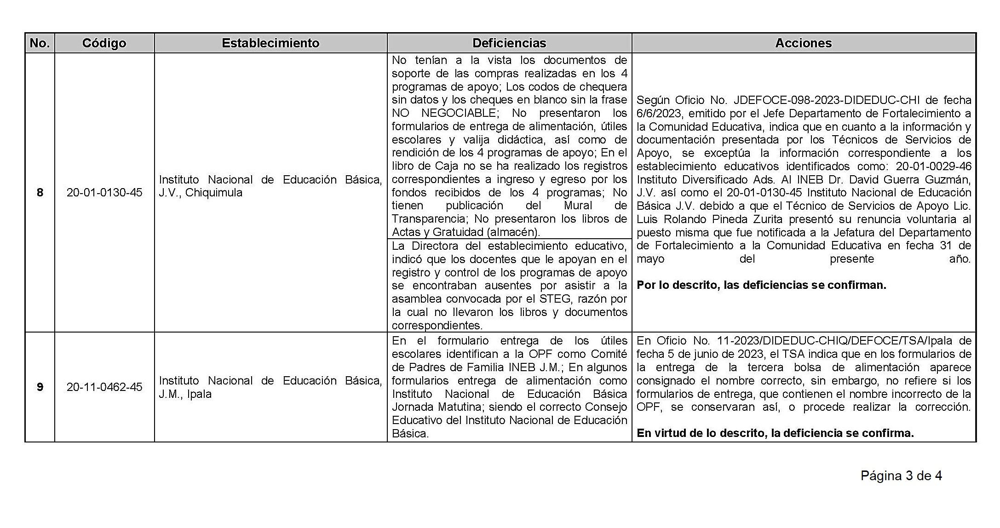 No. Código Establecimiento Deficiencias Acciones
8
20-01-0130-45
Instituto Nacional de Educación Básica,
J.V., Chiquimula
No tenían a la vista los documentos de
soporte de las compras realizadas en los 4
programas de apoyo; Los codos de chequera
sin datos y los cheques en blanco sin la frase
NO NEGOCIABLE; No presentaron los
formularios de entrega de alimentación, útiles
escolares y valija didáctica, así como de
rendición de los 4 programas de apoyo; En el
libro de Caja no se ha realizado los registros
correspondientes a ingreso y egreso por los
fondos recibidos de los 4 programas; No
tienen publicación del Mural de
Transparencia; No presentaron los libros de
Actas y Gratuidad (almacén).
La Directora del establecimiento educativo,
indicó que los docentes que le apoyan en el
registro y control de los programas de apoyo
se encontraban ausentes por asistir a la
asamblea convocada por el STEG, razón por
la cual no llevaron los libros y documentos
correspondientes.
Según Oficio No. JDEFOCE-098-2023-DIDEDUC-CHI de fecha
6/6/2023, emitido por el Jefe Departamento de Fortalecimiento a
la Comunidad Educativa, indica que en cuanto a la información y
documentación presentada por los Técnicos de Servicios de
Apoyo, se exceptúa la información correspondiente a los
establecimiento educativos identificados como: 20-01-0029-46
Instituto Diversificado Ads. Al INEB Dr. David Guerra Guzmán,
J.V. así como el 20-01-0130-45 Instituto Nacional de Educación
Básica J.V. debido a que el Técnico de Servicios de Apoyo Lic.
Luis Rolando Pineda Zurita presentó su renuncia voluntaria al
puesto misma que fue notificada a la Jefatura del Departamento
de Fortalecimiento a la Comunidad Educativa en fecha 31 de
mayo del presente año.
Por lo descrito, las deficiencias se confirman.
9
20-11-0462-45
Instituto Nacional de Educación Básica,
J.M., Ipala
En el formulario entrega de los útiles
escolares identifican a la OPF como Comité
de Padres de Familia INEB J.M.; En algunos
formularios entrega de alimentación como
Instituto Nacional de Educación Básica
Jornada Matutina; siendo el correcto Consejo
Educativo del Instituto Nacional de Educación
Básica.
En Oficio No. 11-2023/DIDEDUC-CHIQ/DEFOCE/TSA/Ipala de
fecha 5 de junio de 2023, el TSA indica que en los formularios de
la entrega de la tercera bolsa de alimentación aparece
consignado el nombre correcto, sin embargo, no refiere si los
formularios de entrega, que contienen el nombre incorrecto de la
OPF, se conservaran así, o procede realizar la corrección.
En virtud de lo descrito, la deficiencia se confirma.
Página 3 de 4